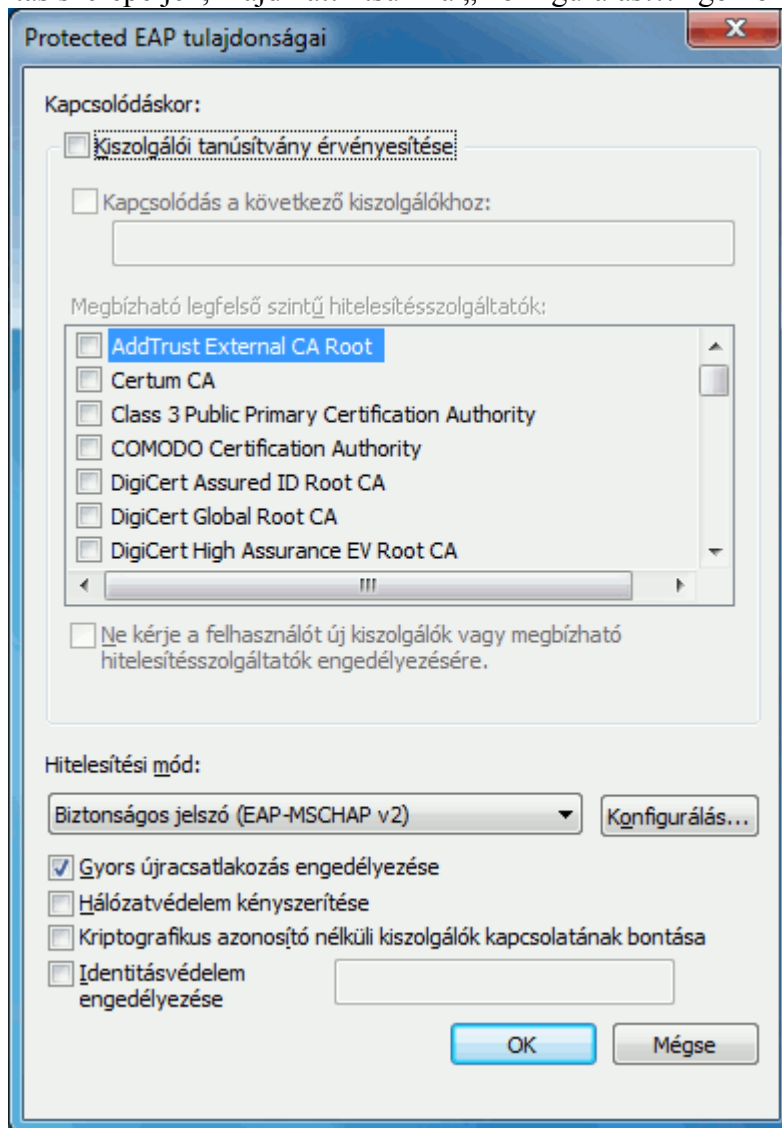 Protected EAP tulajdonságai
Kapcsolódáskor:
Kiszolgálói tanúsítvány érvényesítése
Kapcsolódás a következő kiszolgálókhoz:
Megbízható legfelső szintű hitelesítésszolgáltatók:
AddTrust External CA Root
Certum CA
Class 3 Public Primary Certification Authority
COMODO Certification Authority
DigiCert Assured ID Root CA
DigiCert Global Root CA
DigiCert High Assurance EV Root CA
Ne kérje a felhasználót új kiszolgálók vagy megbízható
hitelesítésszolgáltatók engedélyezésére.
Hitelesítési mód:
Biztonságos jelszó (EAP-MSCHAP v2)
Konfigurálás...
Gyors újracsatlakozás engedélyezése
Hálózatvédelem kényszerítése
Kriptografikus azonosító nélküli kiszolgálók kapcsolatának bontása
Identitásvédelem
engedélyezése
OK
Mégse